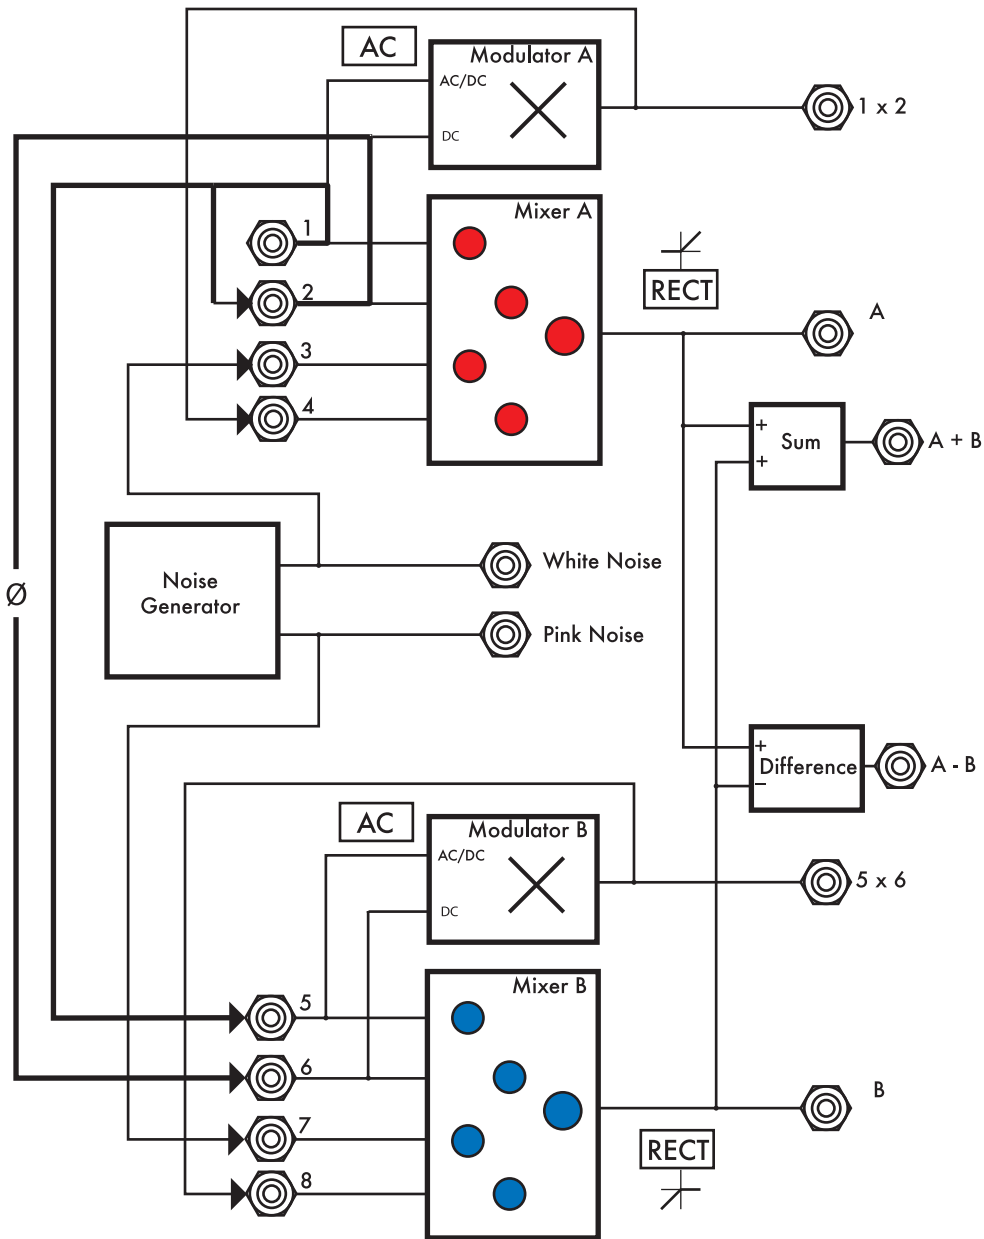 AC
Modulator A
AC/DC
DC
1 x 2
Mixer A
1
2
3
4
RECT
A
+
+
Sum
A + B
Noise
Generator
White Noise
Pink Noise
Ø
+
−
Difference
A - B
AC
Modulator B
AC/DC
DC
5 x 6
Mixer B
5
6
7
8
B
RECT